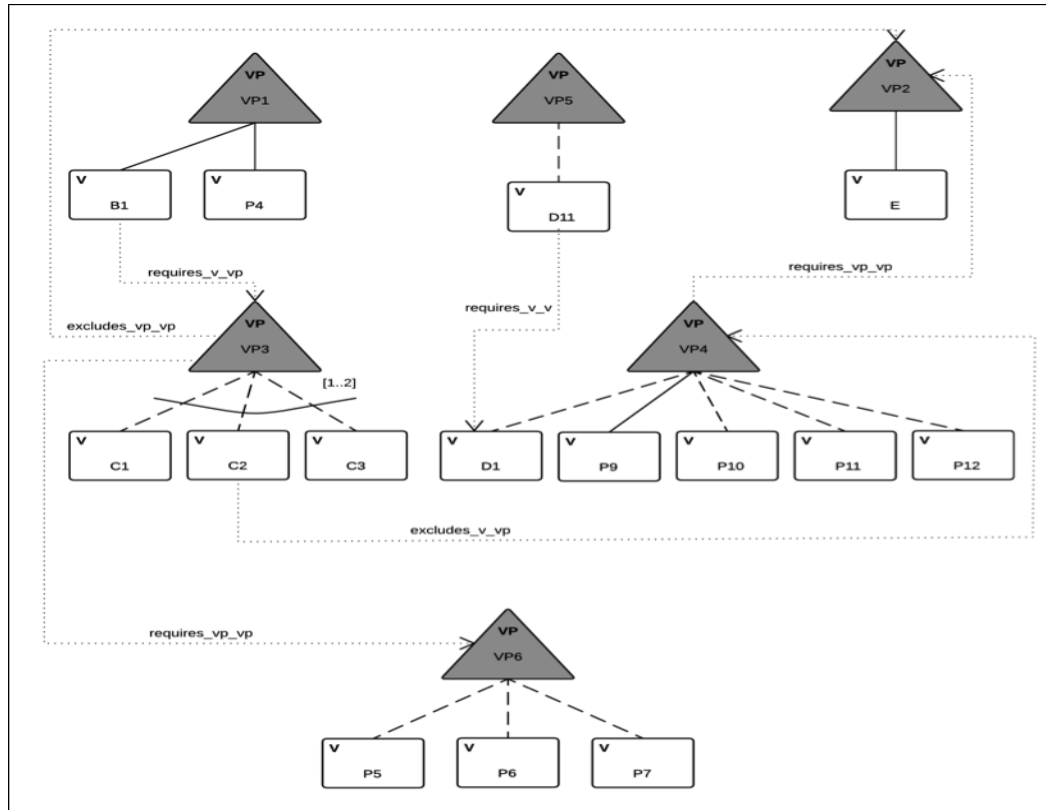 VP
VP1
VP
VP5
VP
VP2
V
B1
V
P4
V
D11
V
E
requires_v_vp
requires_vp_vp
requires_v_v
excludes_vp_vp
VP
VP3
VP
VP4
[1..2]
V
C1
V
C2
V
C3
V
D1
V
P9
V
P10
V
P11
V
P12
excludes_v_vp
requires_vp_vp
VP
VP6
V
P5
V
P6
V
P7